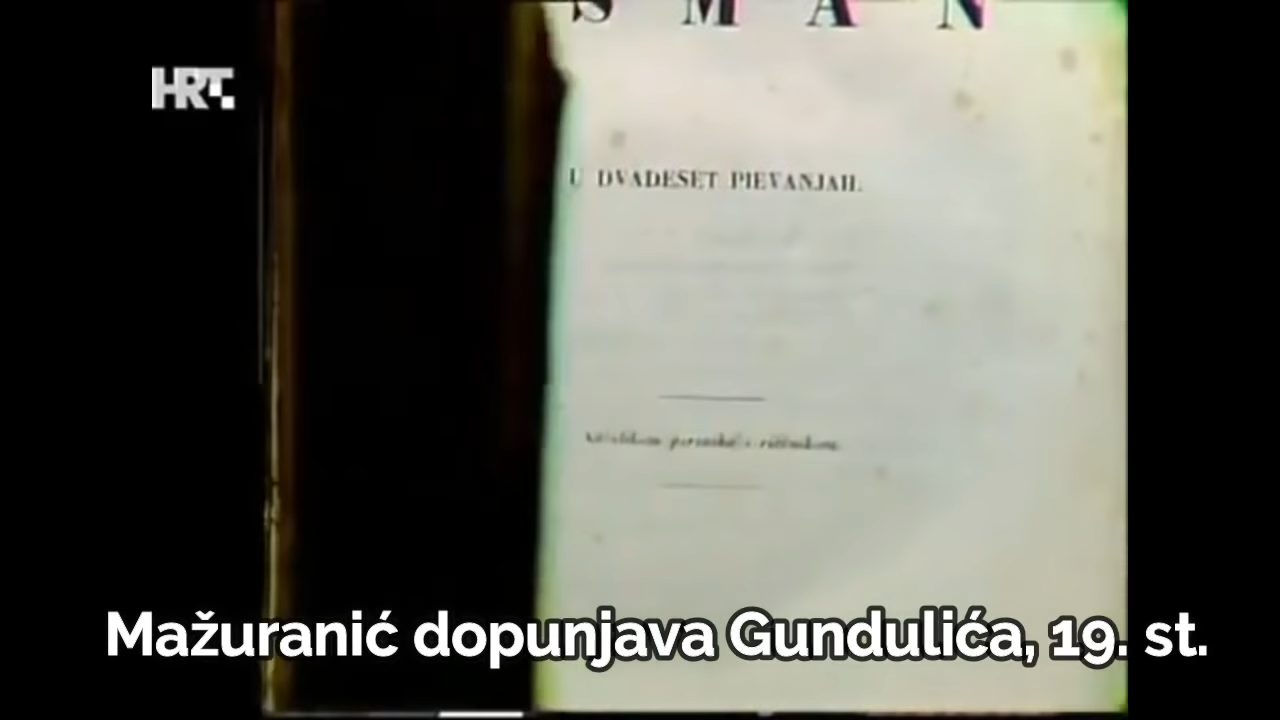 S M A N
HRT.
U DVADESET PIEVANJAH.
Mažuranić dopunjava Gundulića, 19. st.